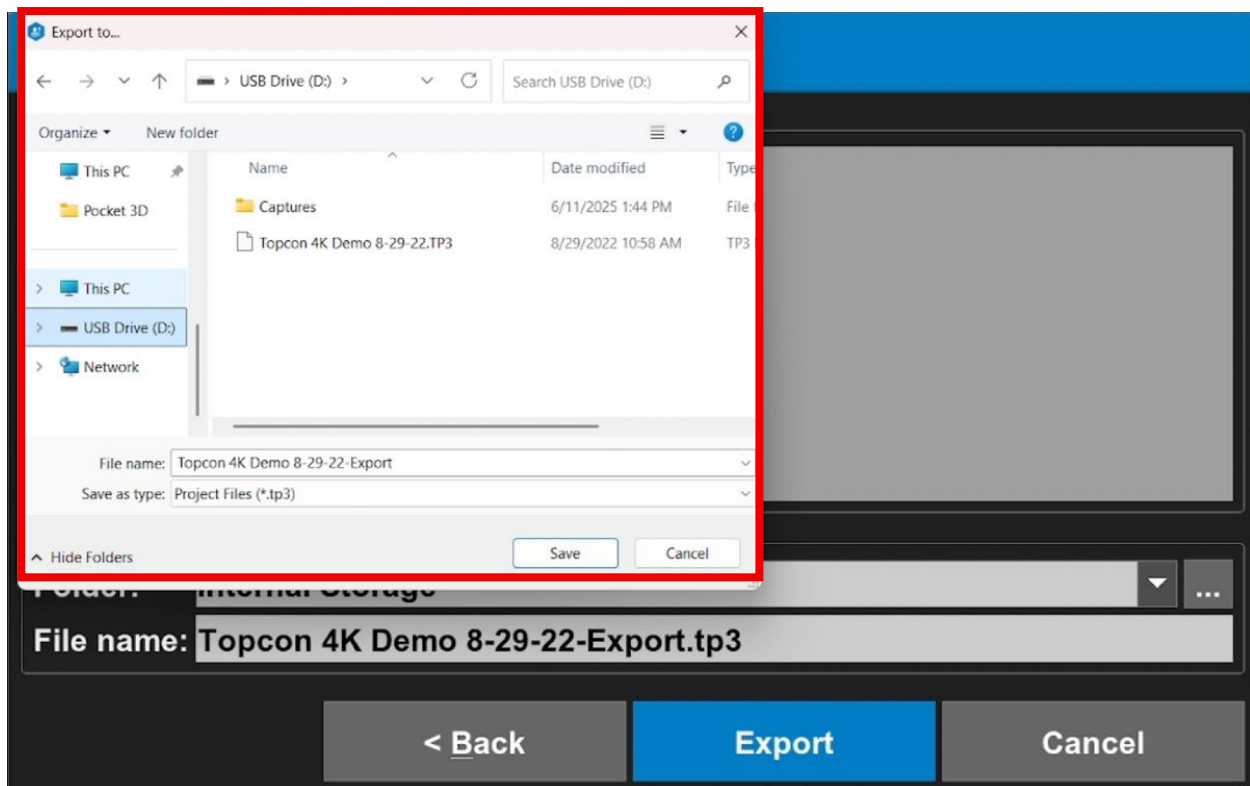 Export to...
USB Drive (D:)
Search USB Drive (D:)
Organize
New folder
Name
Date modified
Type
This PC
Pocket 3D
This PC
USB Drive (D:)
Network
Captures
6/11/2025 1:44 PM
File
Topcon 4K Demo 8-29-22.TP3
8/29/2022 10:58 AM
TP3
File name: Topcon 4K Demo 8-29-22-Export
Save as type: Project Files (*.tp3)
Hide Folders
Save
Cancel
Folder: Internal Storage
...
File name: Topcon 4K Demo 8-29-22-Export.tp3
< Back
Export
Cancel